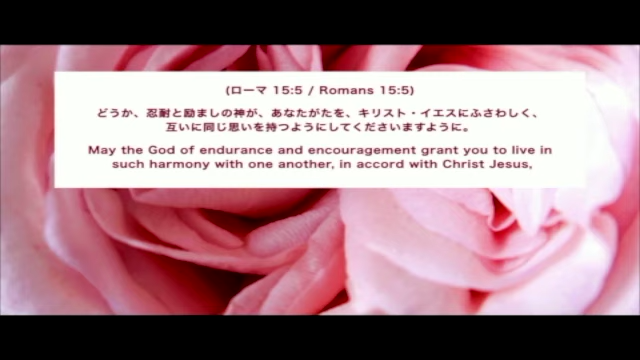 (ローマ 15:5 / Romans 15:5)
どうか、忍耐と励ましの神が、あなたがたを、キリスト・イエスにふさわしく、
互いに同じ思いを持つようにしてくださいますように。
May the God of endurance and encouragement grant you to live in
such harmony with one another, in accord with Christ Jesus,